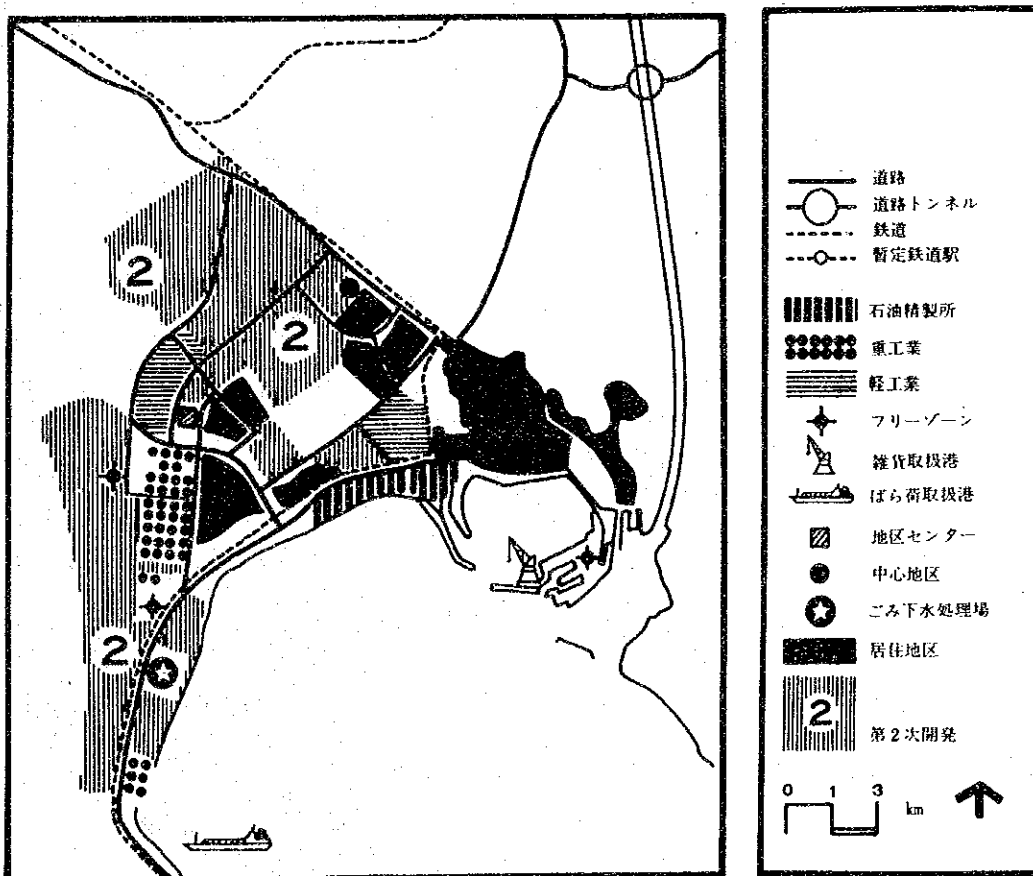 2
2
2
道路
道路トンネル
鉄道
暫定鉄道駅
石油精製所
重工業
軽工業
フリーゾーン
雑貨取扱港
ばら荷取扱港
地区センター
中心地区
ごみ下水処理場
居住地区
2
第2次開発
0 1 3
km